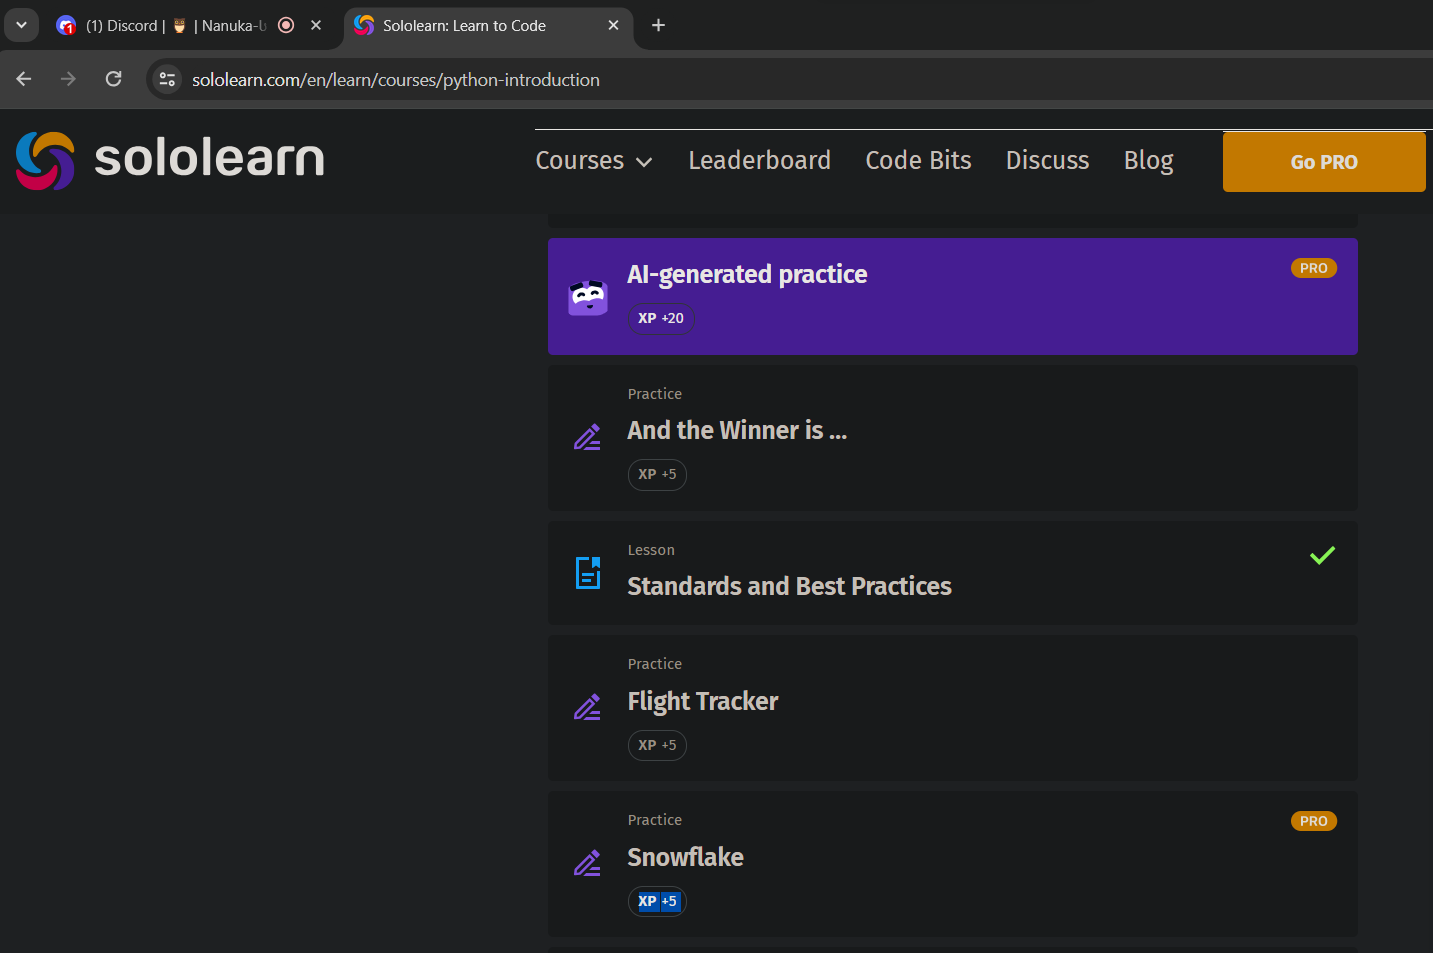 (1) Discord | 🦉 | Nanuka-
Sololearn: Learn to Code
sololearn.com/en/learn/courses/python-introduction
sololearn
Courses
Leaderboard
Code Bits
Discuss
Blog
Go PRO
AI-generated practice
PRO
XP +20
Practice
And the Winner is ...
XP +5
Lesson
Standards and Best Practices
Practice
Flight Tracker
XP +5
Practice
PRO
Snowflake
XP +5